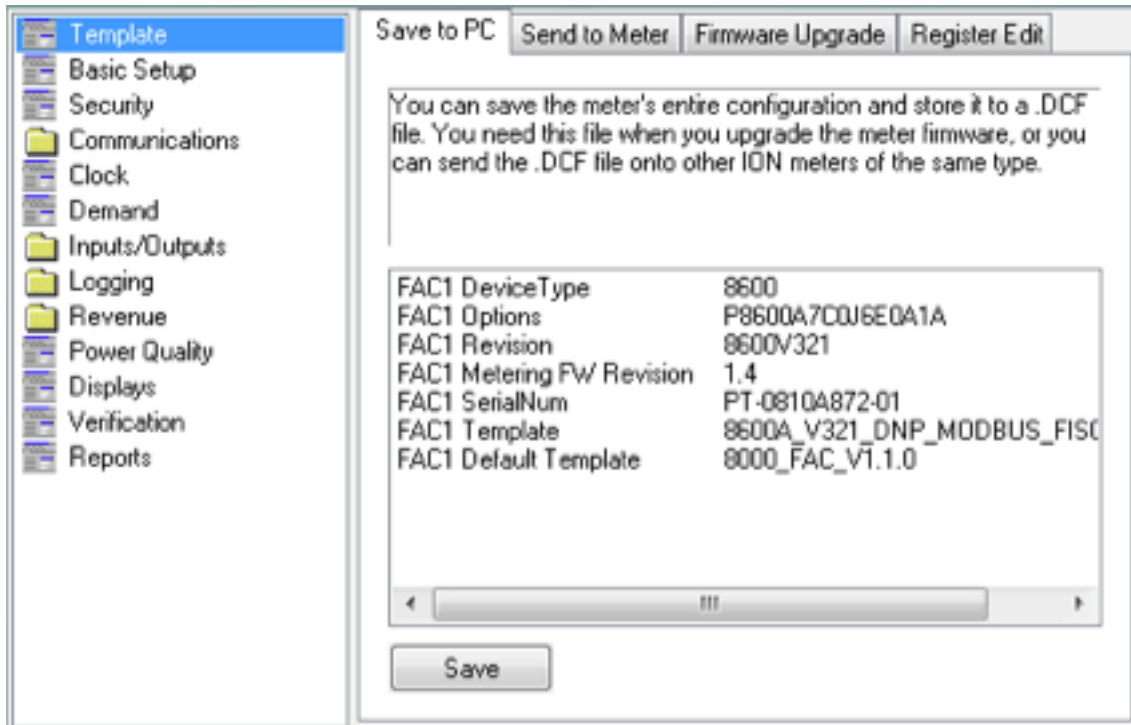 Template
Basic Setup
Security
Communications
Clock
Demand
Inputs/Outputs
Logging
Revenue
Power Quality
Displays
Verification
Reports
Save to PC
Send to Meter
Firmware Upgrade
Register Edit
You can save the meter's entire configuration and store it to a .DCF
file. You need this file when you upgrade the meter firmware, or you
can send the .DCF file onto other ION meters of the same type.
FAC1 DeviceType 8600
FAC1 Options P8600A7C0J6E0A1A
FAC1 Revision 8600V321
FAC1 Metering FW Revision 1.4
FAC1 SerialNum PT-0810A872-01
FAC1 Template 8600A_V321_DNP_MODBUS_FISC
FAC1 Default Template 8000_FAC_V1.1.0
Save